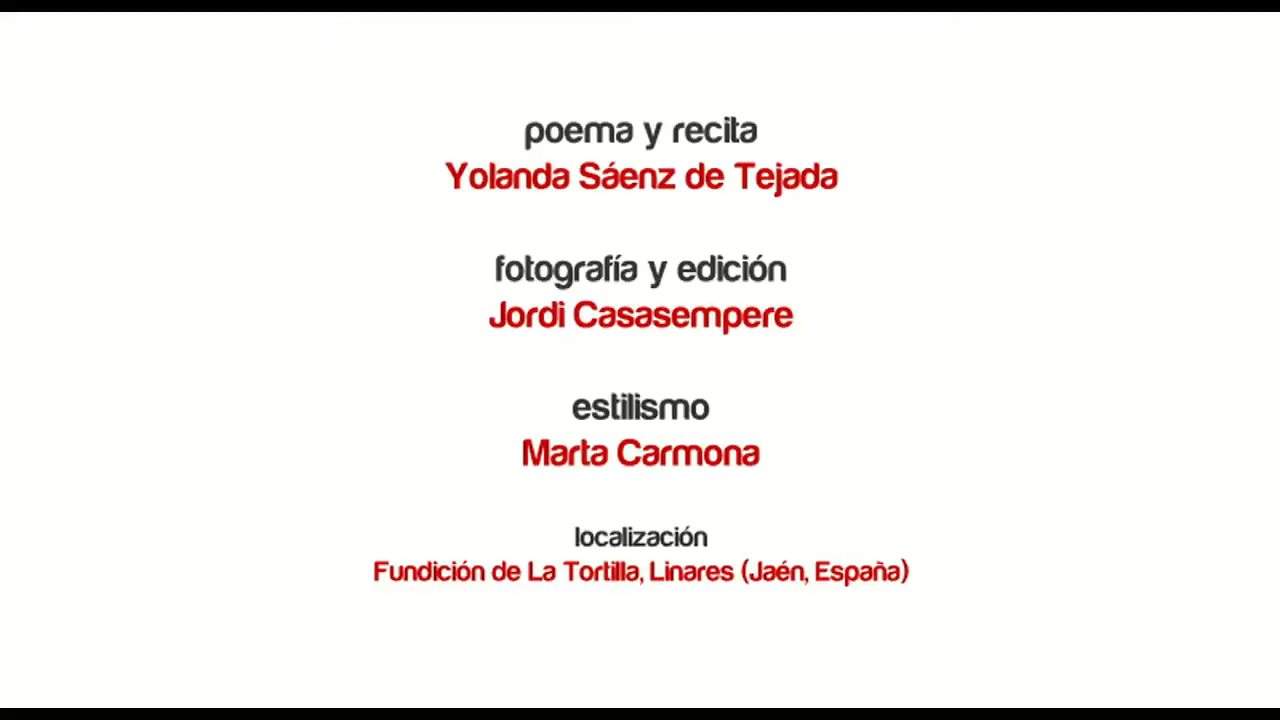 poema y recita
Yolanda Sáenz de Tejada
fotografía y edición
Jordi Casasempere
estilismo
Marta Carmona
localización
Fundición de La Tortilla, Linares (Jaén, España)